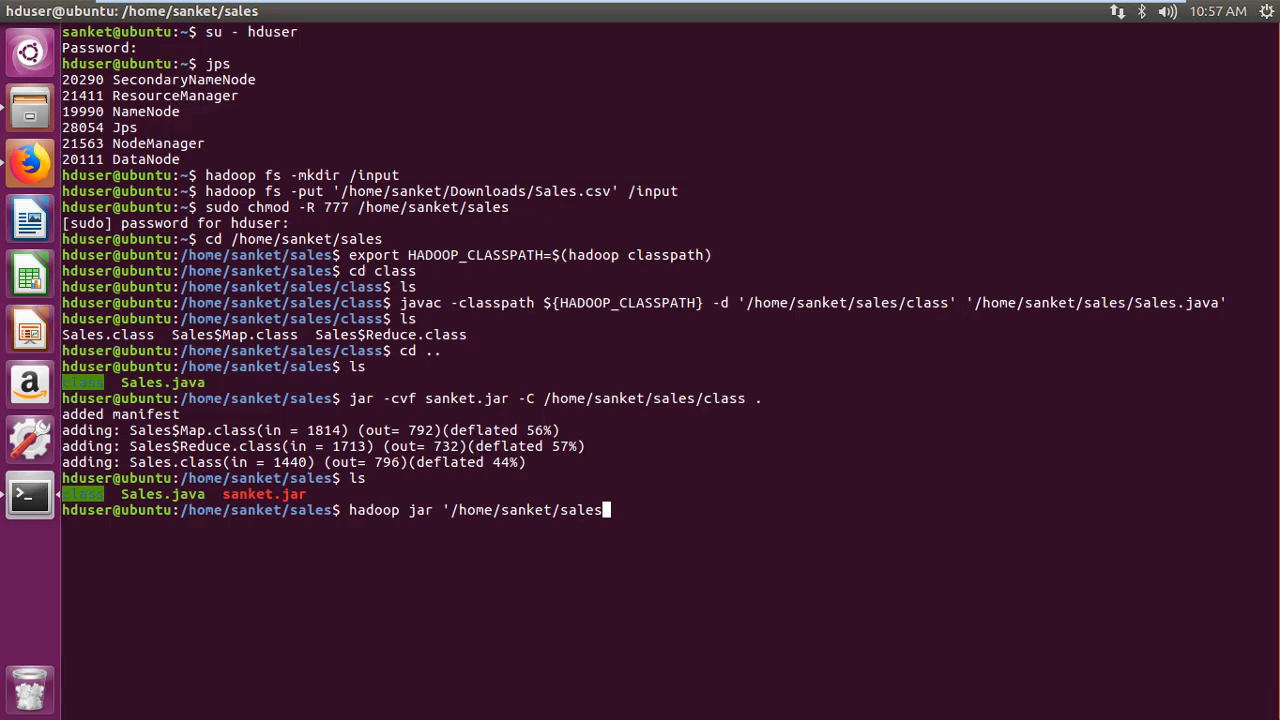 hduser@ubuntu: /home/sanket/sales
10:57 AM
sanket@ubuntu:~$ su - hduser
Password:
hduser@ubuntu:~$ jps
20290 SecondaryNameNode
21411 ResourceManager
19990 NameNode
28054 Jps
21563 NodeManager
20111 DataNode
hduser@ubuntu:~$ hadoop fs -mkdir /input
hduser@ubuntu:~$ hadoop fs -put '/home/sanket/Downloads/Sales.csv' /input
hduser@ubuntu:~$ sudo chmod -R 777 /home/sanket/sales
[sudo] password for hduser:
hduser@ubuntu:~$ cd /home/sanket/sales
hduser@ubuntu:/home/sanket/sales$ export HADOOP_CLASSPATH=$(hadoop classpath)
hduser@ubuntu:/home/sanket/sales$ cd class
hduser@ubuntu:/home/sanket/sales/class$ ls
hduser@ubuntu:/home/sanket/sales/class$ javac -classpath ${HADOOP_CLASSPATH} -d '/home/sanket/sales/class' '/home/sanket/sales/Sales.java'
hduser@ubuntu:/home/sanket/sales/class$ ls
Sales.class  Sales$Map.class  Sales$Reduce.class
hduser@ubuntu:/home/sanket/sales/class$ cd ..
hduser@ubuntu:/home/sanket/sales$ ls
class  Sales.java
hduser@ubuntu:/home/sanket/sales$ jar -cvf sanket.jar -C /home/sanket/sales/class .
added manifest
adding: Sales$Map.class(in = 1814) (out= 792)(deflated 56%)
adding: Sales$Reduce.class(in = 1713) (out= 732)(deflated 57%)
adding: Sales.class(in = 1440) (out= 796)(deflated 44%)
hduser@ubuntu:/home/sanket/sales$ ls
class  Sales.java  sanket.jar
hduser@ubuntu:/home/sanket/sales$ hadoop jar '/home/sanket/sales